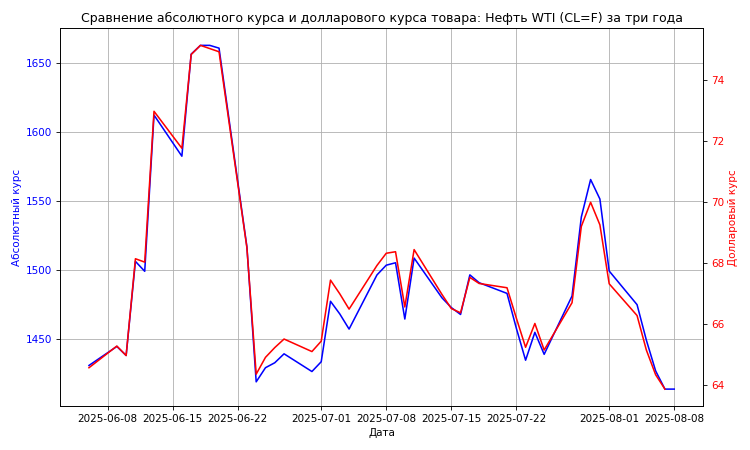 Сравнение абсолютного курса и долларового курса товара: Нефть WTI (CL=F) за три года
1650
1600
1550
1500
1450
Абсолютный курс
74
72
70
68
66
64
Долларовый курс
2025-06-08 2025-06-15 2025-06-22 2025-07-01 2025-07-08 2025-07-15 2025-07-22 2025-08-01 2025-08-08
Дата